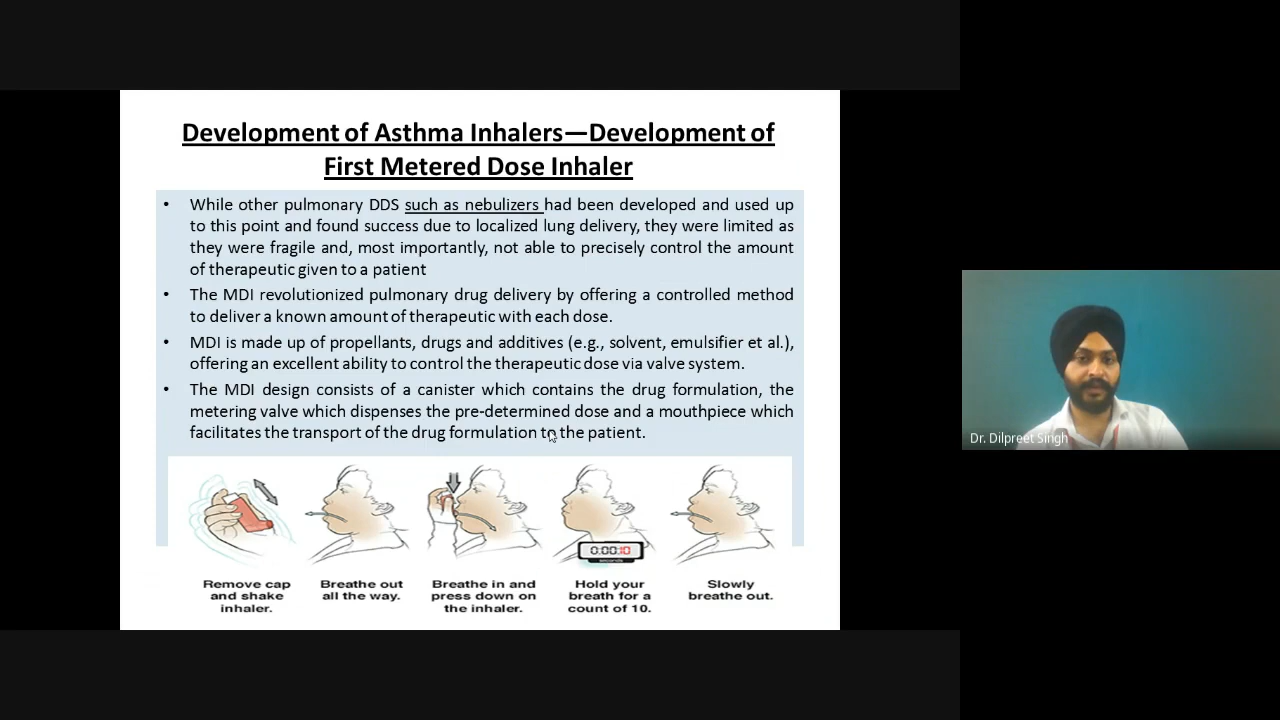 Development of Asthma Inhalers—Development of
First Metered Dose Inhaler
• While other pulmonary DDS such as nebulizers had been developed and used up
to this point and found success due to localized lung delivery, they were limited as
they were fragile and, most importantly, not able to precisely control the amount
of therapeutic given to a patient
• The MDI revolutionized pulmonary drug delivery by offering a controlled method
to deliver a known amount of therapeutic with each dose.
• MDI is made up of propellants, drugs and additives (e.g., solvent, emulsifier et al.),
offering an excellent ability to control the therapeutic dose via valve system.
• The MDI design consists of a canister which contains the drug formulation, the
metering valve which dispenses the pre-determined dose and a mouthpiece which
facilitates the transport of the drug formulation to the patient.
0:00:10
seconds
Remove cap
and shake
inhaler.
Breathe out
all the way.
Breathe in and
press down on
the inhaler.
Hold your
breath for a
count of 10.
Slowly
breathe out.
Dr. Dilpreet Singh